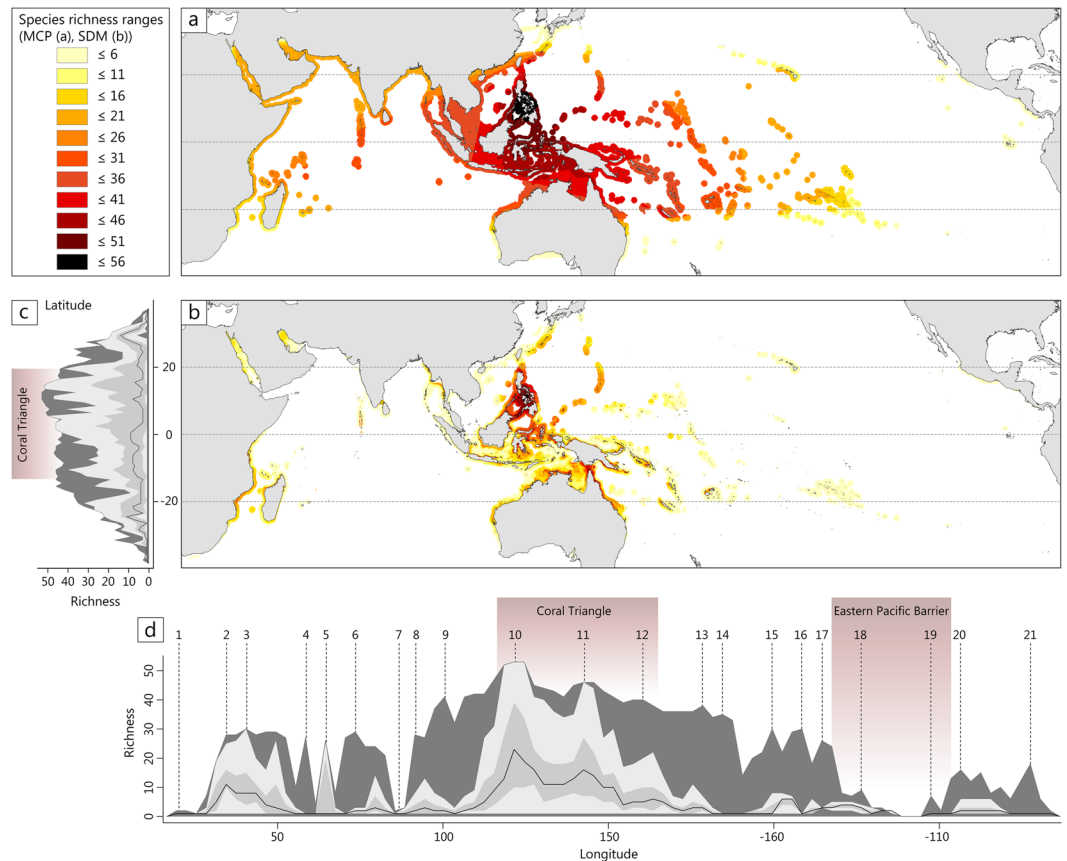 Species richness ranges
(MCP (a), SDM (b))
≤ 6
≤ 11
≤ 16
≤ 21
≤ 26
≤ 31
≤ 36
≤ 41
≤ 46
≤ 51
≤ 56
a
b
c
Latitude
20
0
-20
Coral Triangle
50 40 30 20 10 0
Richness
d
Coral Triangle
Eastern Pacific Barrier
1 2 3 4 5 6 7 8 9 10 11 12 13 14 15 16 17 18 19 20 21
50
40
30
20
10
0
Richness
50 100 150 -160 -110
Longitude